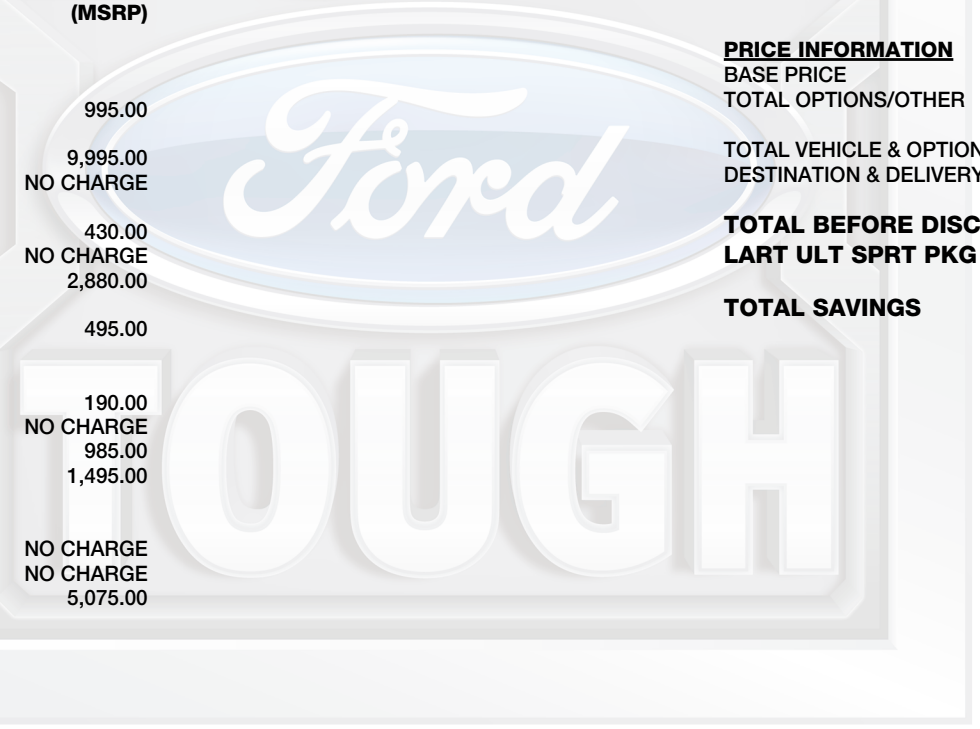 (MSRP)
995.00
9,995.00
NO CHARGE
430.00
NO CHARGE
2,880.00
495.00
190.00
NO CHARGE
985.00
1,495.00
NO CHARGE
NO CHARGE
5,075.00
PRICE INFORMATION
BASE PRICE
TOTAL OPTIONS/OTHER
TOTAL VEHICLE & OPTION
DESTINATION & DELIVERY
TOTAL BEFORE DISC
LART ULT SPRT PKG
TOTAL SAVINGS
Ford
TOUGH